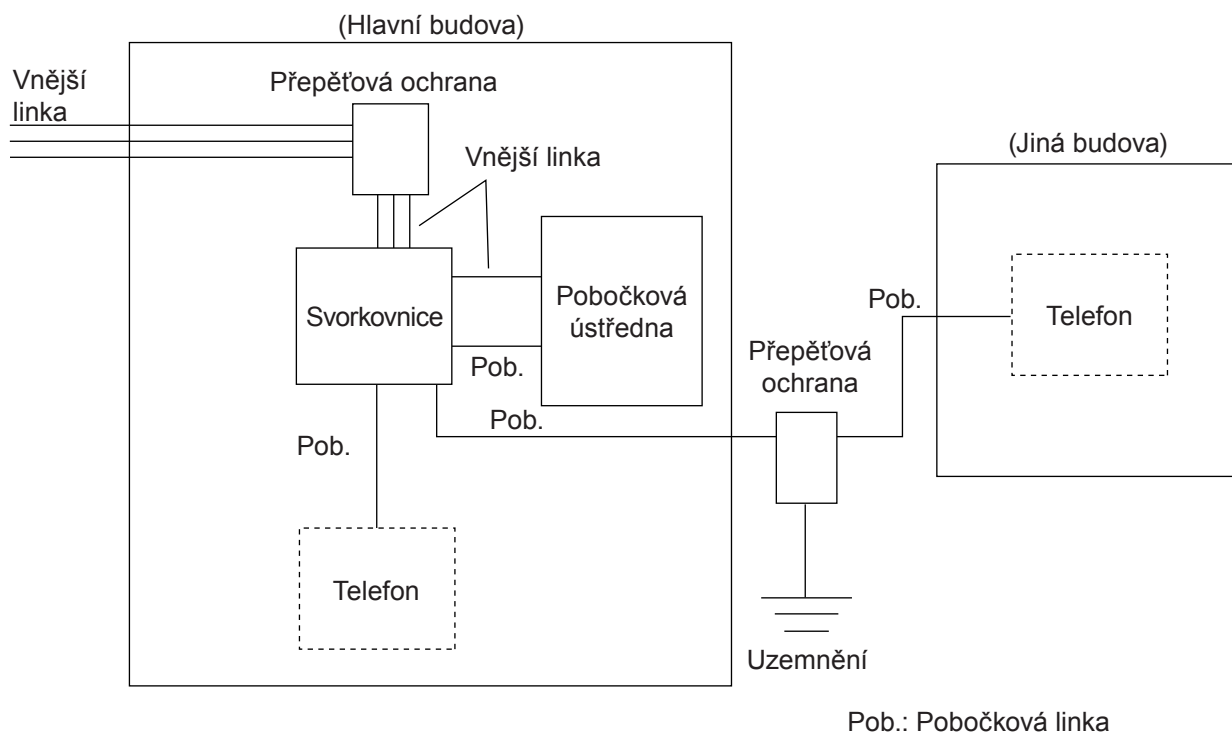 (Hlavní budova)
Vnější
linka
Přepěťová ochrana
Vnější linka
(Jiná budova)
Svorkovnice
Pobočková
ústředna
Pob.
Telefon
Pob.
Přepěťová
ochrana
Pob.
Pob.
Telefon
Uzemnění
Pob.: Pobočková linka